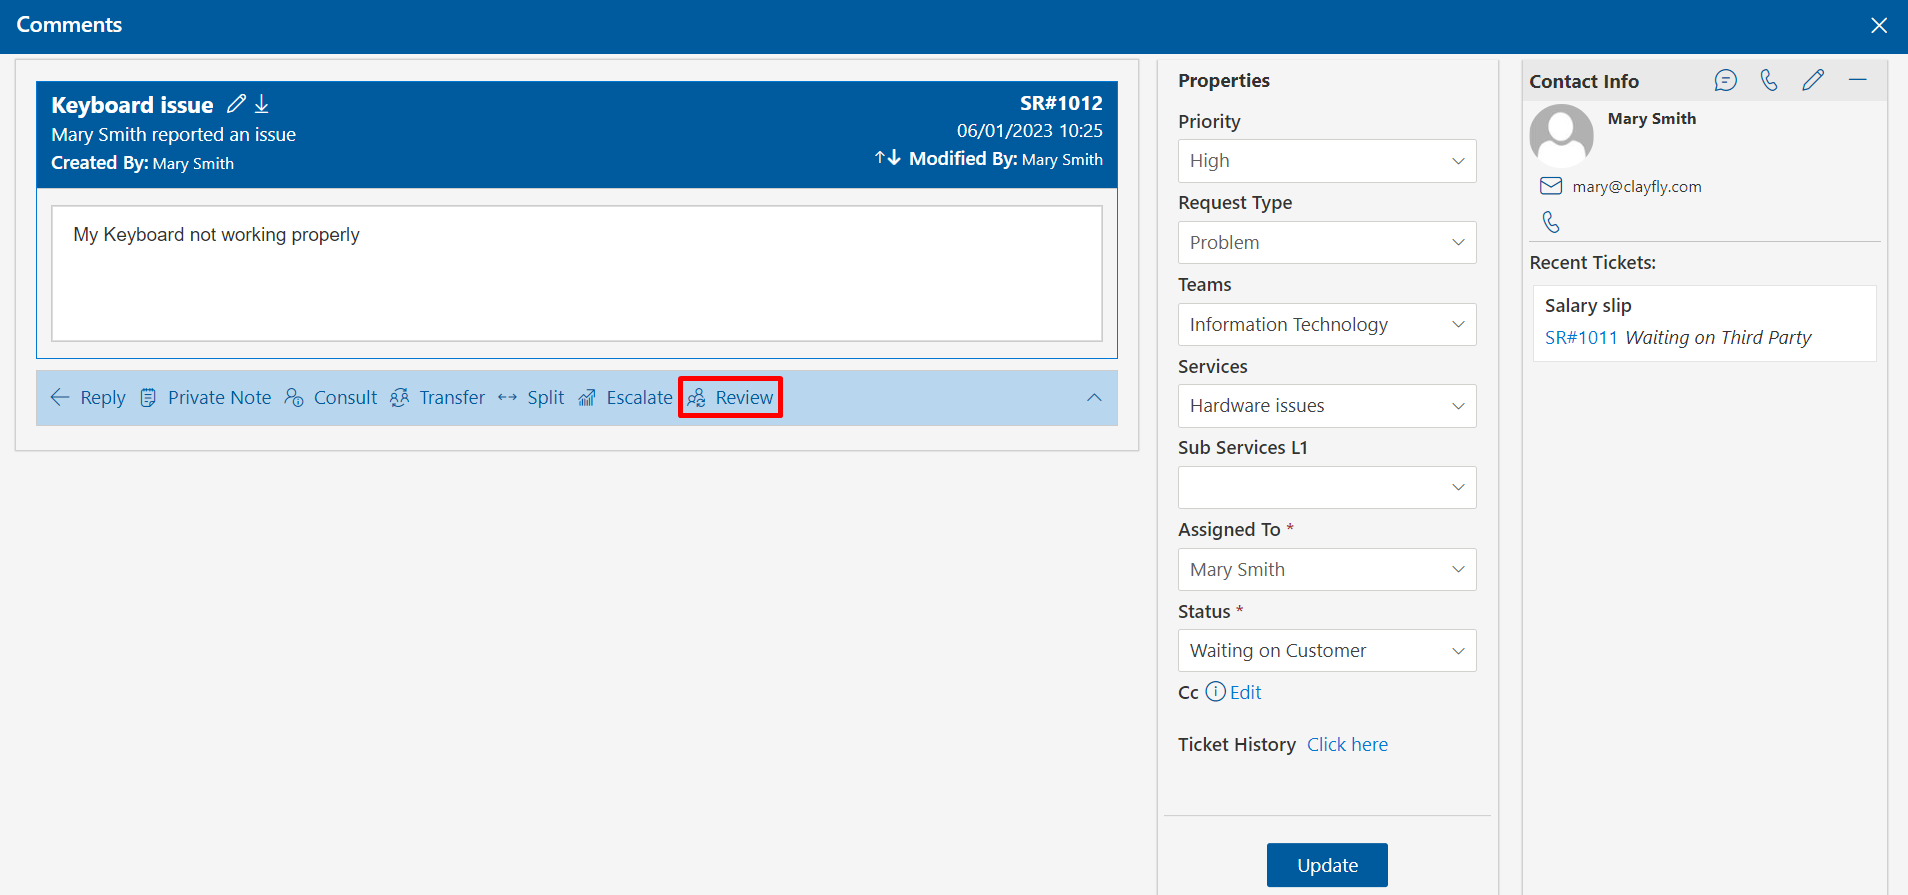 Comments
Keyboard issue
SR#1012
Mary Smith reported an issue
06/01/2023 10:25
Created By: Mary Smith
Modified By: Mary Smith
My Keyboard not working properly
Reply Private Note Consult Transfer Split Escalate Review
Properties
Priority
High
Request Type
Problem
Teams
Information Technology
Services
Hardware issues
Sub Services L1
Assigned To *
Mary Smith
Status *
Waiting on Customer
Cc Edit
Ticket History Click here
Update
Contact Info
Mary Smith
mary@clayfly.com
Recent Tickets:
Salary slip
SR#1011 Waiting on Third Party